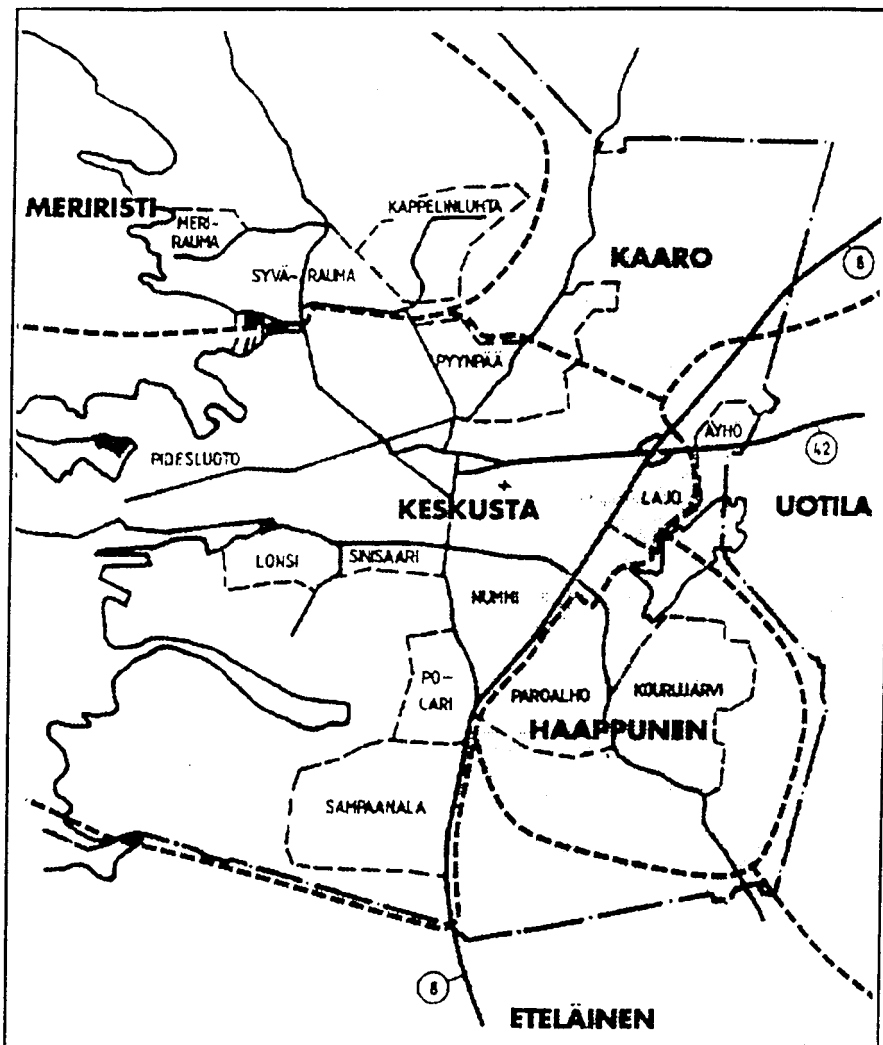 MERIRISTI
MERI-
RAUMA
KAPPELINLUHTA
SYVÄ-RAUMA
KAARO
8
PYYNPÄÄ
ÄYHÖ
42
RIDESLUOTO
KESKUSTA
LAJO
UOTILA
LONSI
SINISAARI
NUMMI
PO-
LARI
PAROALHO
KOURUJÄRVI
HAAPPUNEN
SAMPAANALA
8
ETELÄINEN